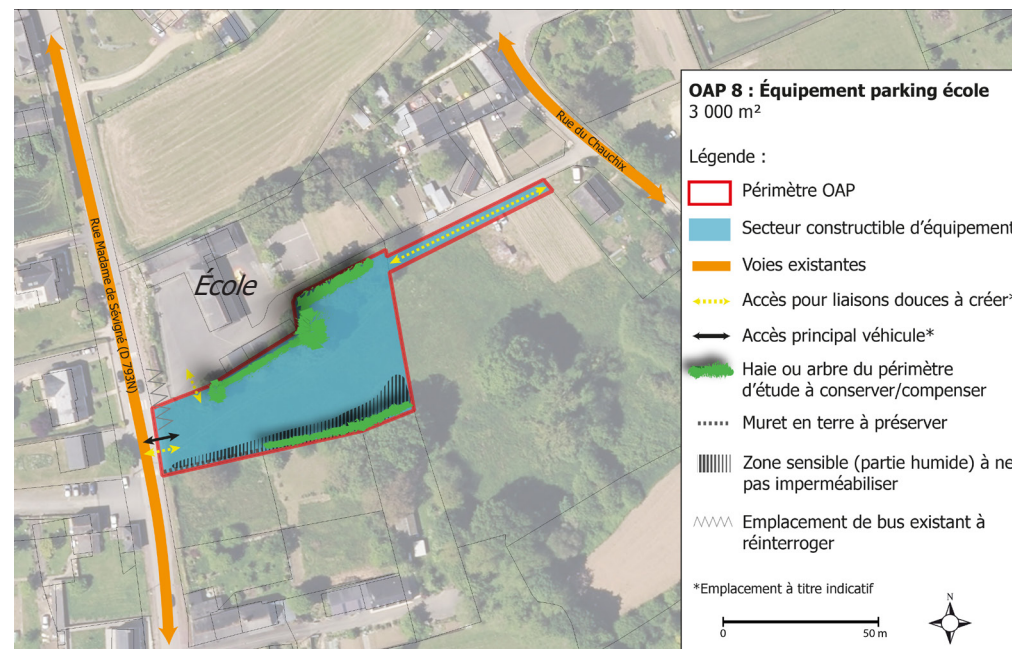 OAP 8 : Équipement parking école
3 000 m²
Légende :
Périmètre OAP
Secteur constructible d'équipement
Voies existantes
Accès pour liaisons douces à créer*
Accès principal véhicule*
Haie ou arbre du périmètre
d'étude à conserver/compenser
Muret en terre à préserver
Zone sensible (partie humide) à ne
pas imperméabiliser
Emplacement de bus existant à
réinterroger
*Emplacement à titre indicatif
N
0
50 m
Rue du Chauchix
Rue Madame de Sévigné (D 793N)
École